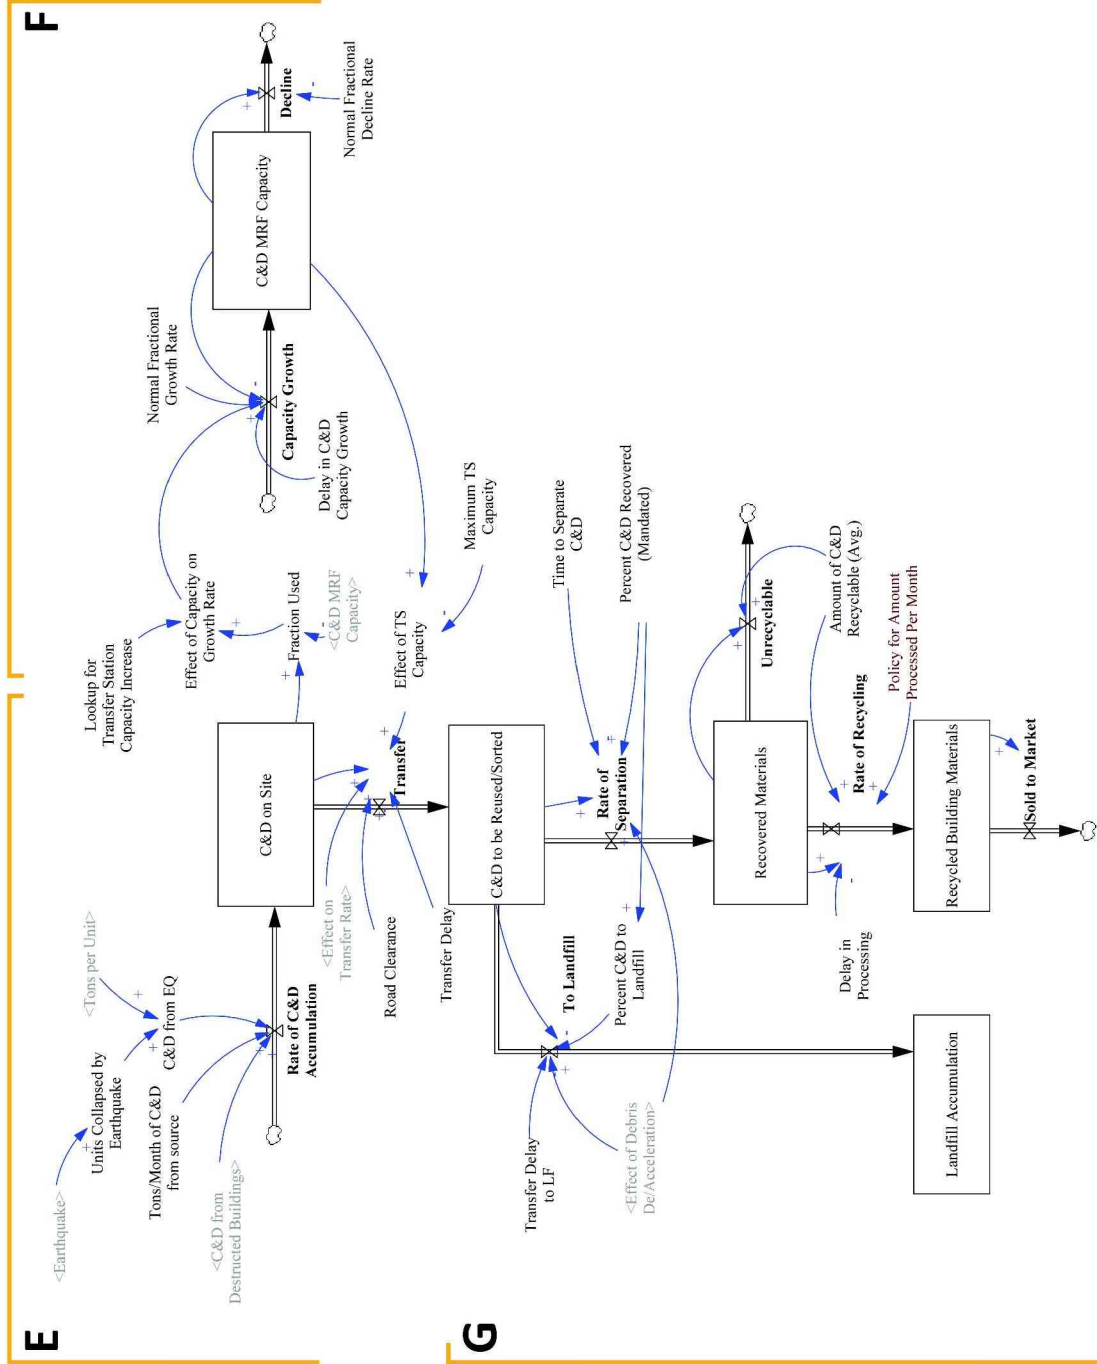 E
<Earthquake>
Units Collapsed by
Earthquake
<Tons per Unit>
C&D from EQ
Tons/Month of C&D
from source
<C&D from
Destructed Buildings>
Rate of C&D
Accumulation
C&D on Site
<Effect on
Transfer Rate>
Road Clearance
Transfer Delay
Transfer
F
Lookup for
Transfer Station
Capacity Increase
Effect of Capacity on
Growth Rate
Fraction Used
<C&D MRF
Capacity>
Normal Fractional
Growth Rate
Capacity Growth
Delay in C&D
Capacity Growth
C&D MRF Capacity
Decline
Normal Fractional
Decline Rate
Effect of TS
Capacity
Maximum TS
Capacity
G
C&D to be Reused/Sorted
Time to Separate
C&D
Rate of
Separation
Percent C&D Recovered
(Mandated)
To Landfill
Percent C&D to
Landfill
Transfer Delay
to LF
<Effect of Debris
De/Acceleration>
Landfill Accumulation
Recovered Materials
Unrecyclable
Amount of C&D
Recyclable (Avg.)
Policy for Amount
Processed Per Month
Rate of Recycling
Delay in
Processing
Recycled Building Materials
Sold to Market